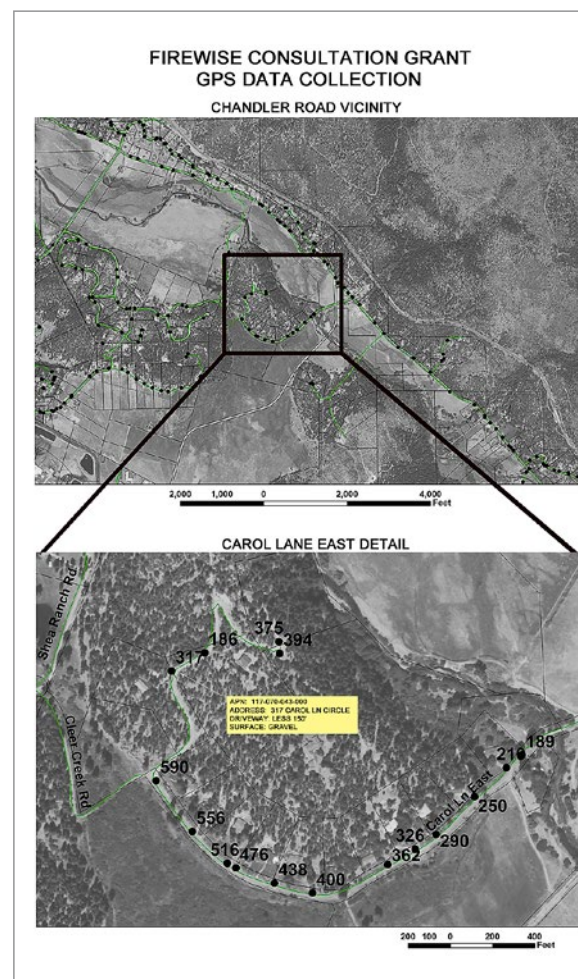 FIREWISE CONSULTATION GRANT
GPS DATA COLLECTION
CHANDLER ROAD VICINITY
2,000 1,000 0 2,000 4,000
Feet
CAROL LANE EAST DETAIL
Shea Ranch Rd
Cleer Creek Rd
375
394
186
317
APN: 117-070-043-000
ADDRESS: 317 CAROL LN CIRCLE
DRIVEWAY: LESS 150'
SURFACE: GRAVEL
590
189
Carol Ln East
250
556
326
290
516
476
362
438
400
200 100 0 200 400
Feet